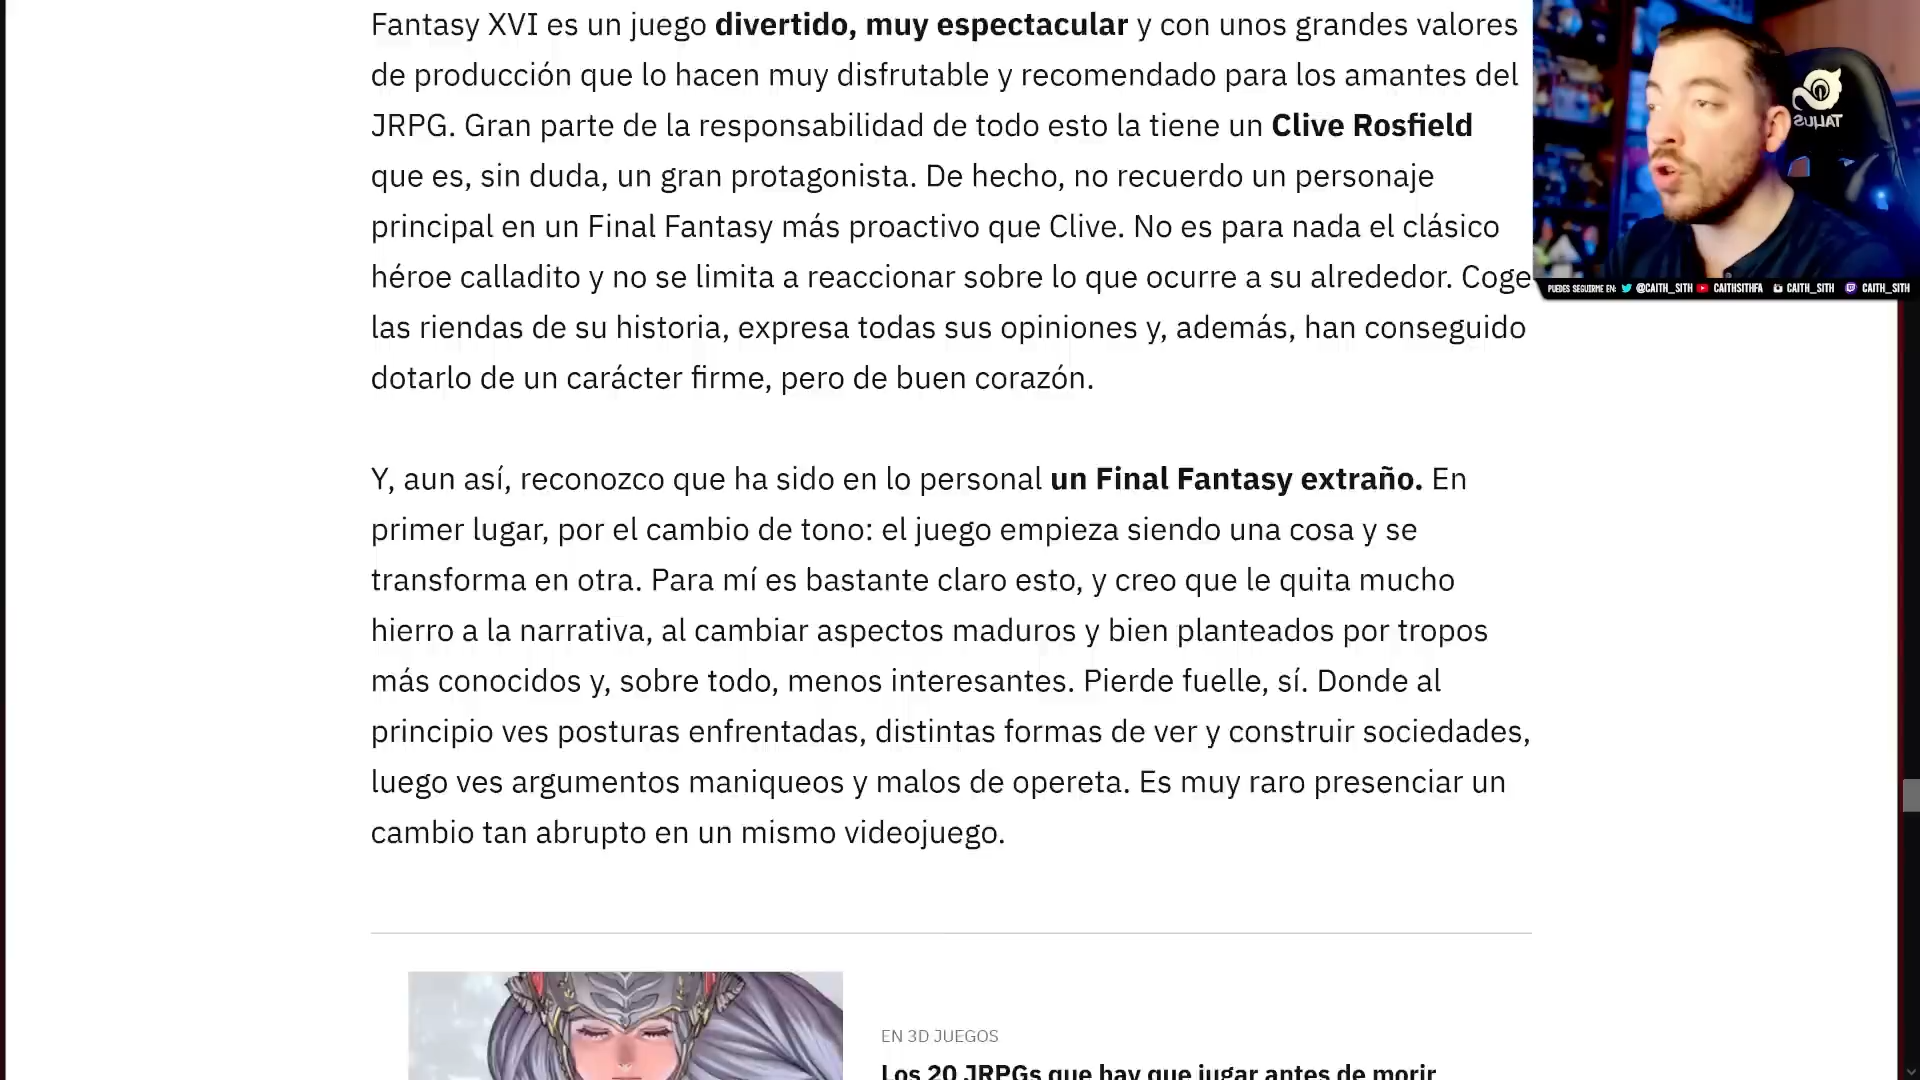 Fantasy XVI es un juego divertido, muy espectacular y con unos grandes valores
de producción que lo hacen muy disfrutable y recomendado para los amantes del
JRPG. Gran parte de la responsabilidad de todo esto la tiene un Clive Rosfield
que es, sin duda, un gran protagonista. De hecho, no recuerdo un personaje
principal en un Final Fantasy más proactivo que Clive. No es para nada el clásico
héroe calladito y no se limita a reaccionar sobre lo que ocurre a su alrededor. Coge
las riendas de su historia, expresa todas sus opiniones y, además, han conseguido
dotarlo de un carácter firme, pero de buen corazón.
Y, aun así, reconozco que ha sido en lo personal un Final Fantasy extraño. En
primer lugar, por el cambio de tono: el juego empieza siendo una cosa y se
transforma en otra. Para mí es bastante claro esto, y creo que le quita mucho
hierro a la narrativa, al cambiar aspectos maduros y bien planteados por tropos
más conocidos y, sobre todo, menos interesantes. Pierde fuelle, sí. Donde al
principio ves posturas enfrentadas, distintas formas de ver y construir sociedades,
luego ves argumentos maniqueos y malos de opereta. Es muy raro presenciar un
cambio tan abrupto en un mismo videojuego.
EN 3D JUEGOS
Los 20 JRPGs que hay que jugar antes de morir
TALIUS
PUEDES SEGUIRME EN: @CAITH_SITH CAITHSITHFA CAITH_SITH CAITH_SITH